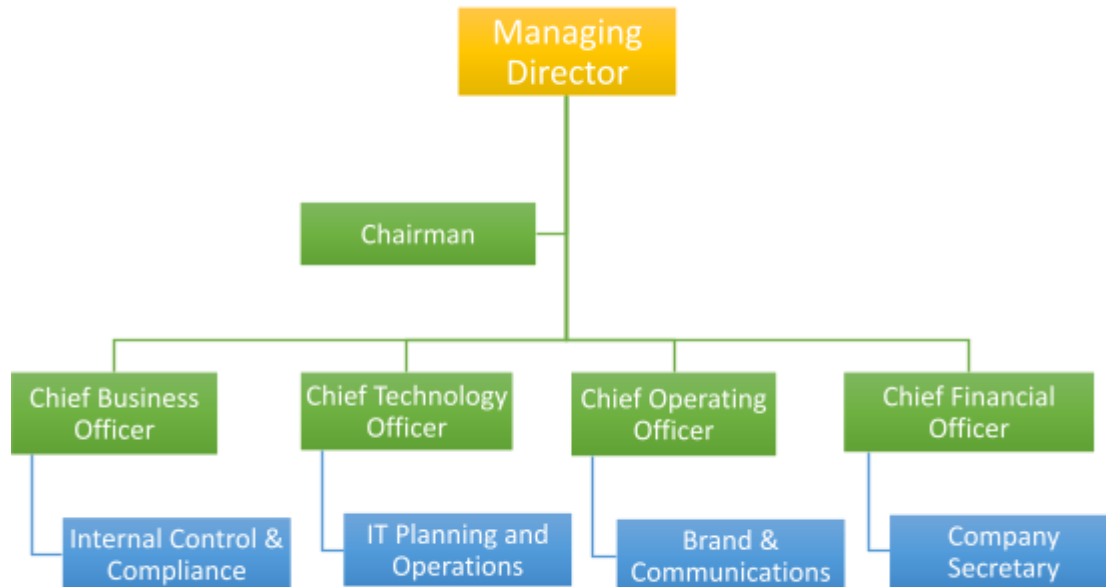 Managing
Director
Chairman
Chief Business
Officer
Chief Technology
Officer
Chief Operating
Officer
Chief Financial
Officer
Internal Control &
Compliance
IT Planning and
Operations
Brand &
Communications
Company
Secretary